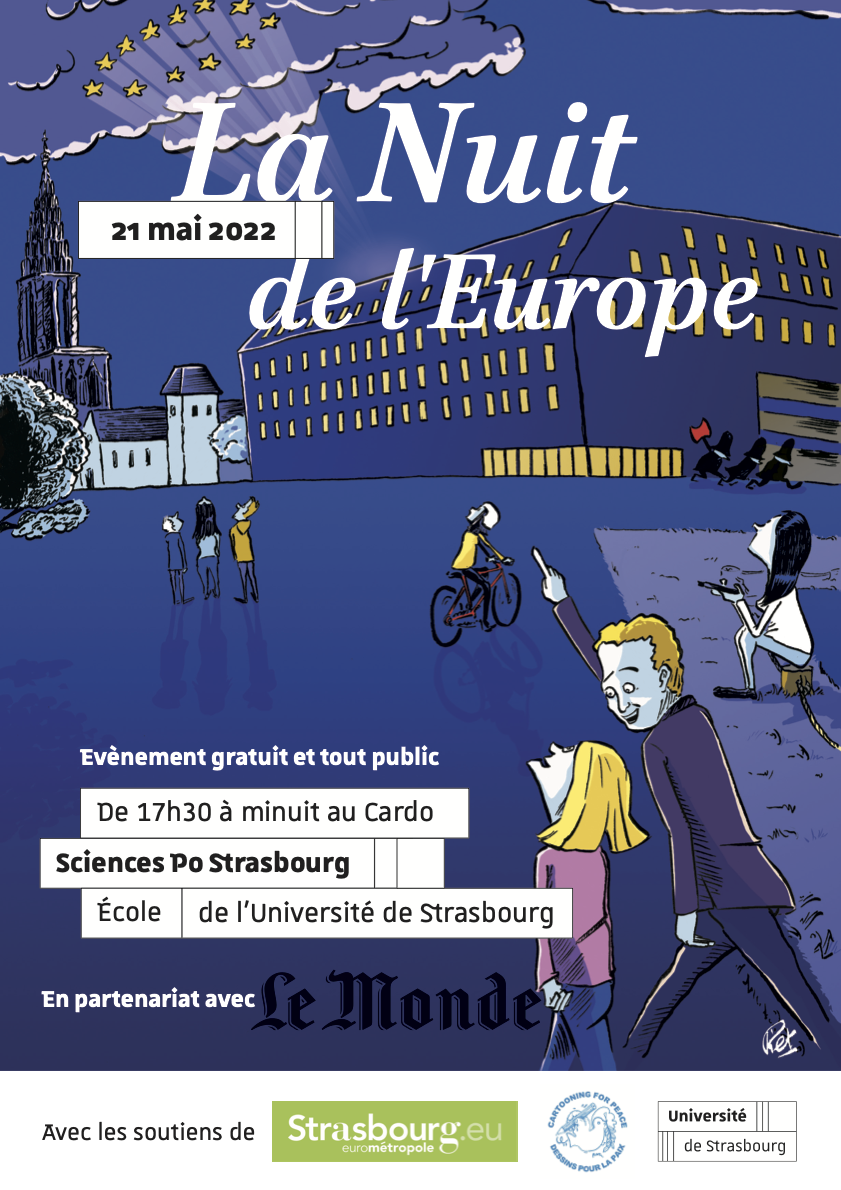 La Nuit
21 mai 2022
de l'Europe
Evènement gratuit et tout public
De 17h30 à minuit au Cardo
Sciences Po Strasbourg
École de l'Université de Strasbourg
En partenariat avec Le Monde
Avec les soutiens de
Strasbourg.eu
eurométropole
CARTOONING FOR PEACE
DESSINS POUR LA PAIX
Université
de Strasbourg